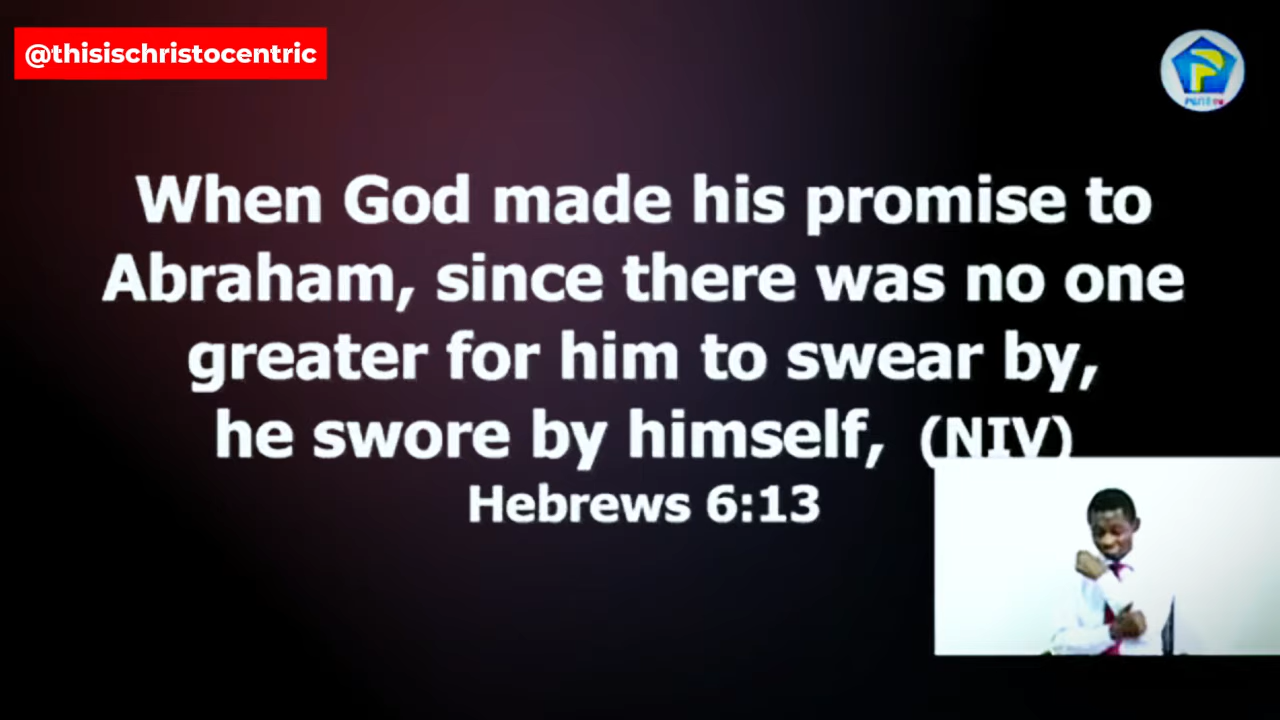 @thisischristocentric
When God made his promise to
Abraham, since there was no one
greater for him to swear by,
he swore by himself, (NIV)
Hebrews 6:13